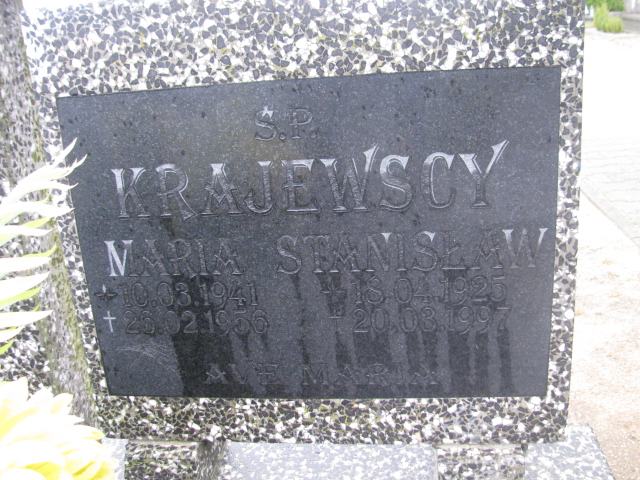 Ś.P.
KRAJEWSCY
MARIA STANISŁAW
10.03.1941 18.04.1925
† 26.02.1956 20.03.1997
AVE MARIA